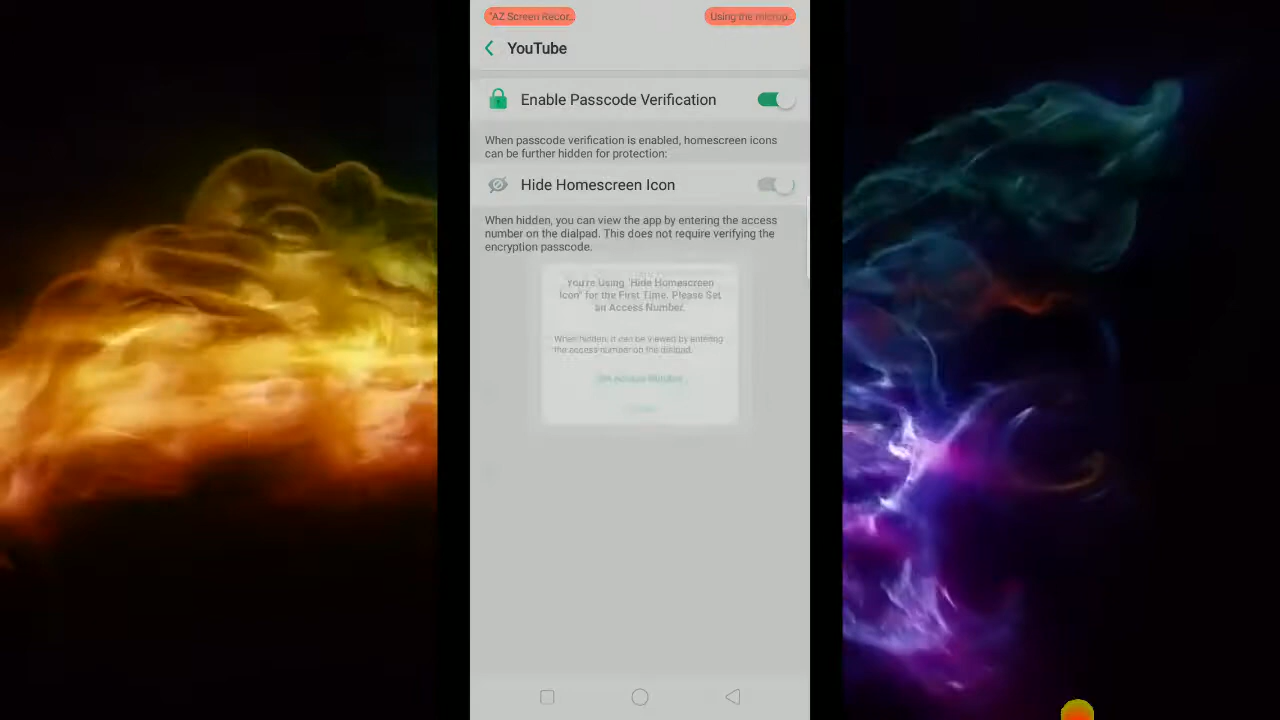 "AZ Screen Recor...
Using the microp...
YouTube
Enable Passcode Verification
When passcode verification is enabled, homescreen icons
can be further hidden for protection:
Hide Homescreen Icon
When hidden, you can view the app by entering the access
number on the dialpad. This does not require verifying the
encryption passcode.
You're Using "Hide Homescreen
Icon" for the First Time. Please Set
an Access Number.
When hidden, it can be viewed by entering
the access number on the dialpad.
Set Access Number